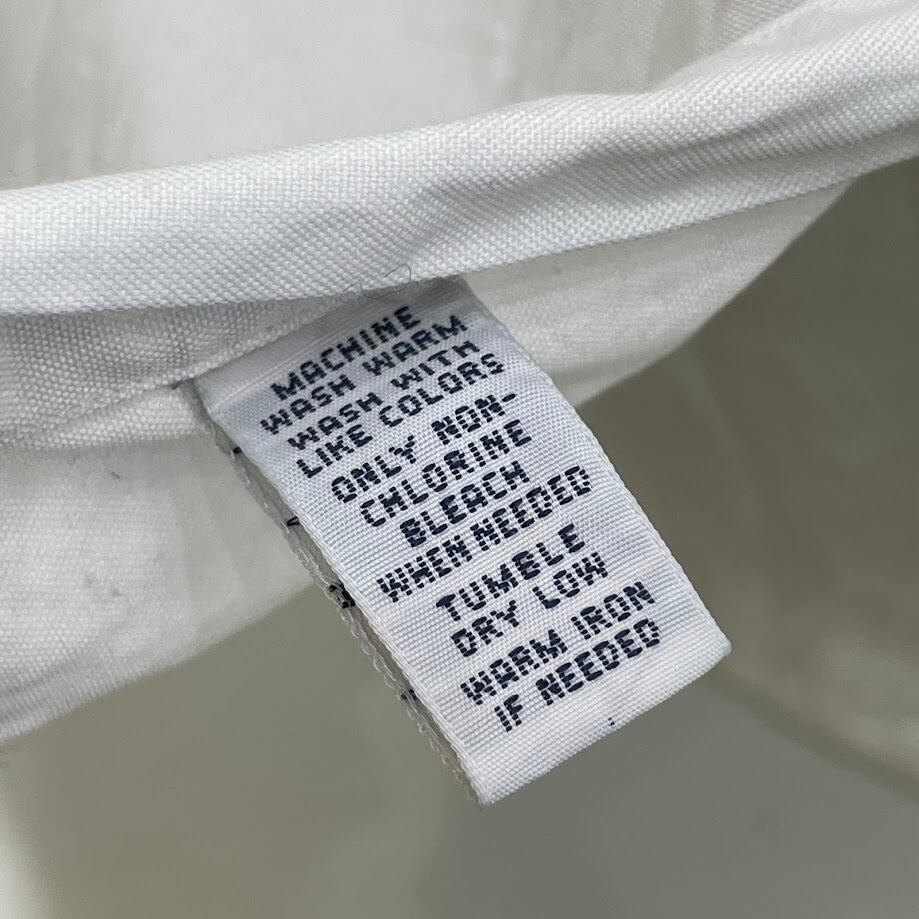 MACHINE
WASH WARM
WASH WITH
LIKE COLORS
ONLY NON-
CHLORINE
BLEACH
WHEN NEEDED
TUMBLE
DRY LOW
WARM IRON
IF NEEDED